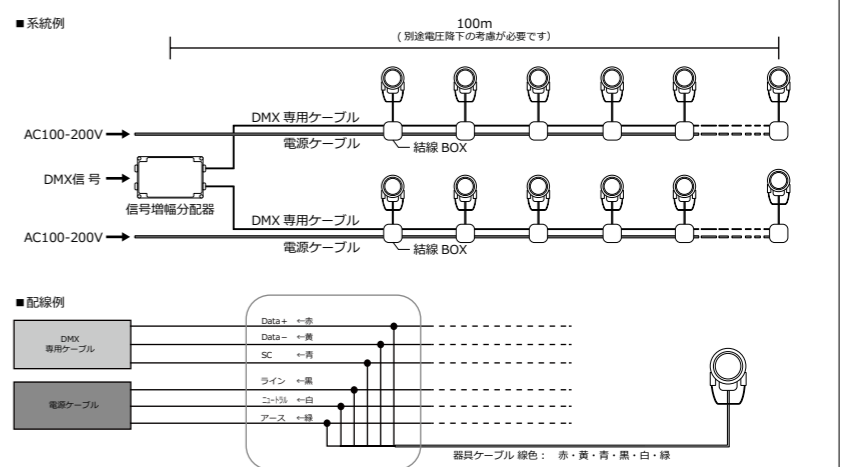 ■系統例
100m
( 別途電圧降下の考慮が必要です）
DMX 専用ケーブル
AC100-200V
電源ケーブル
結線 BOX
DMX信 号
信号増幅分配器
DMX 専用ケーブル
AC100-200V
電源ケーブル
結線 BOX
■配線例
DMX
専用ケーブル
Data+ ←赤
Data− ←黄
SC ←青
電源ケーブル
ライン ←黒
ニュートラル ←白
アース ←緑
器具ケーブル 線色： 赤・黄・青・黒・白・緑